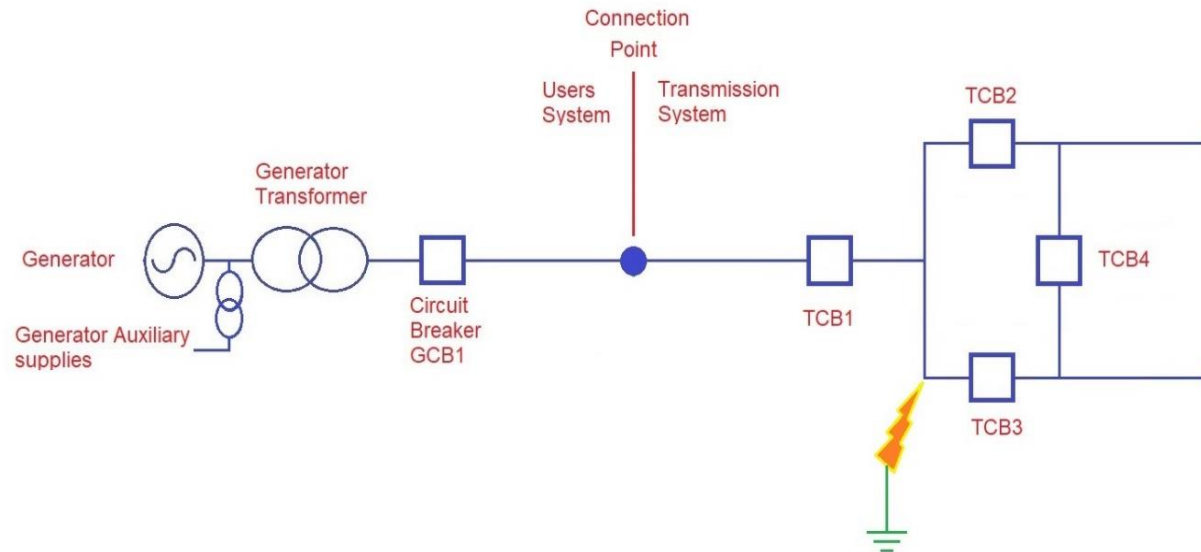 Connection
Point
Users
System
Transmission
System
TCB2
Generator
Transformer
Generator
TCB4
Circuit
Breaker
GCB1
TCB1
Generator Auxiliary
supplies
TCB3